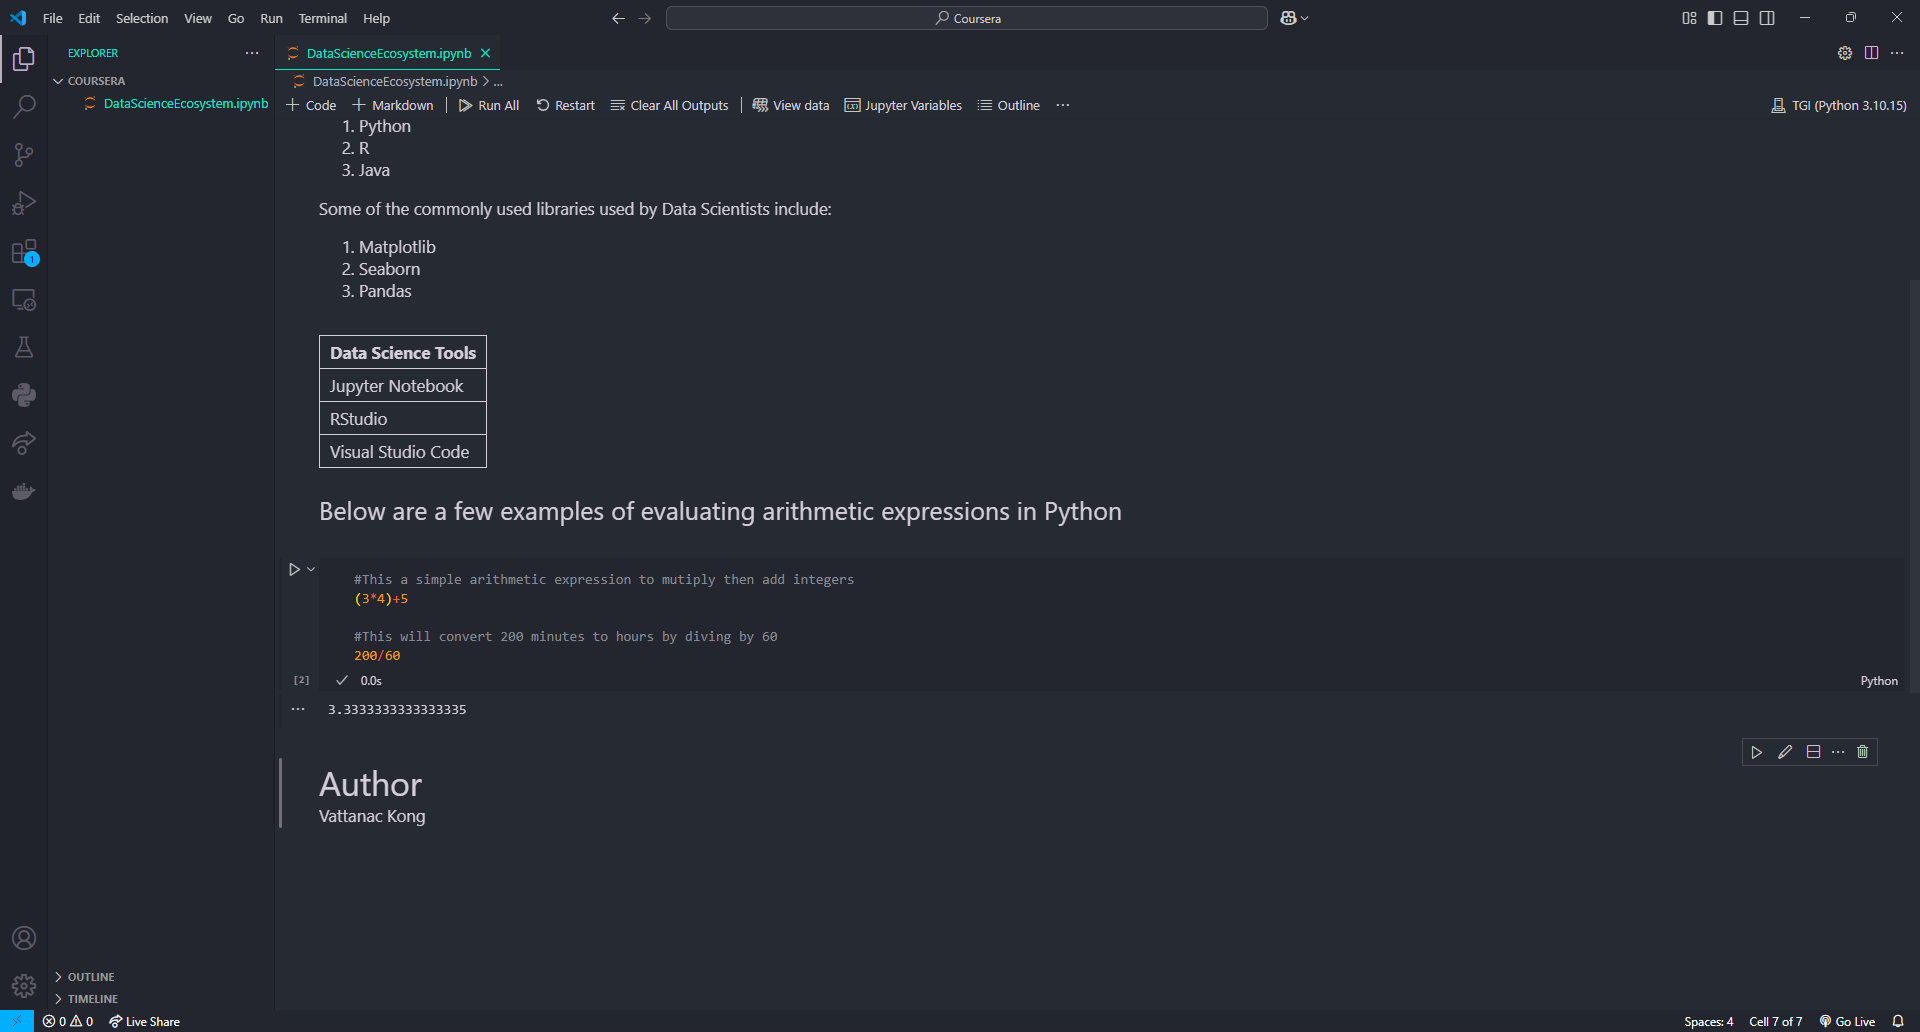 File Edit Selection View Go Run Terminal Help
Coursera
EXPLORER
DataScienceEcosystem.ipynb
COURSERA
DataScienceEcosystem.ipynb
DataScienceEcosystem.ipynb > ...
Code Markdown Run All Restart Clear All Outputs View data Jupyter Variables Outline ...
TGI (Python 3.10.15)
1. Python
2. R
3. Java
Some of the commonly used libraries used by Data Scientists include:
1. Matplotlib
2. Seaborn
3. Pandas
Data Science Tools
Jupyter Notebook
RStudio
Visual Studio Code
Below are a few examples of evaluating arithmetic expressions in Python
#This a simple arithmetic expression to mutiply then add integers
(3*4)+5
#This will convert 200 minutes to hours by diving by 60
200/60
[2] 0.0s
Python
3.3333333333333335
Author
Vattanac Kong
1
OUTLINE
TIMELINE
0 0 Live Share
Spaces: 4 Cell 7 of 7 Go Live